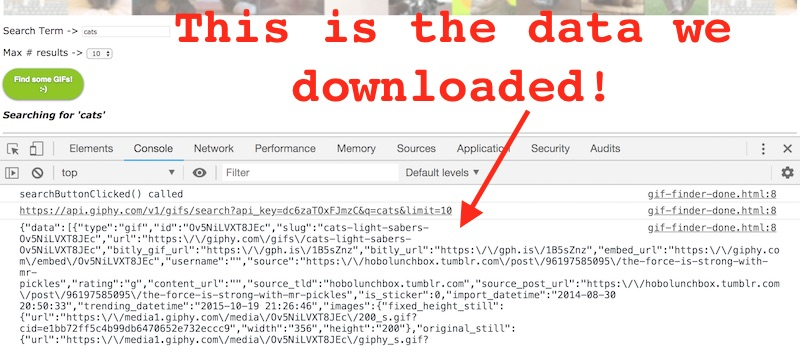 This is the data we
downloaded!
Search Term -> cats
Max # results -> 10
Find some GIFs!
:-)
Searching for 'cats'
Elements Console Network Performance Memory Sources Application Security Audits
top Filter Default levels
searchButtonClicked() called gif-finder-done.html:8
https://api.giphy.com/v1/gifs/search?api_key=dc6zaTOxFJmzC&q=cats&limit=10 gif-finder-done.html:8
{"data":[{"type":"gif","id":"Ov5NiLVXT8JEc","slug":"cats-light-sabers- gif-finder-done.html:8
Ov5NiLVXT8JEc","url":"https:\/\/giphy.com\/gifs\/cats-light-sabers-
Ov5NiLVXT8JEc","bitly_gif_url":"https:\/\/gph.is\/1B5sZnz","bitly_url":"https:\/\/gph.is\/1B5sZnz","embed_url":"https:\/\/giphy.co
m\/embed\/Ov5NiLVXT8JEc","username":"","source":"https:\/\/hobolunchbox.tumblr.com\/post\/96197585095\/the-force-is-strong-with-
mr-
pickles","rating":"g","content_url":"","source_tld":"hobolunchbox.tumblr.com","source_post_url":"https:\/\/hobolunchbox.tumblr.com
\/post\/96197585095\/the-force-is-strong-with-mr-pickles","is_sticker":0,"import_datetime":"2014-08-30
20:50:33","trending_datetime":"2015-10-19 21:26:46","images":{"fixed_height_still":
{"url":"https:\/\/media1.giphy.com\/media\/Ov5NiLVXT8JEc\/200_s.gif?
cid=e1bb72ff5c4b99db6470652e732eccc9","width":"356","height":"200"},"original_still":
{"url":"https:\/\/media1.giphy.com\/media\/Ov5NiLVXT8JEc\/giphy_s.gif?